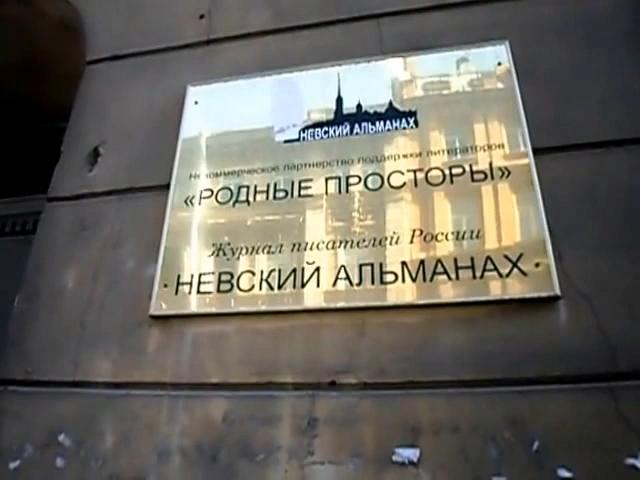 НЕВСКИЙ АЛЬМАНАХ
Некоммерческое партнерство поддержки литераторов
«РОДНЫЕ ПРОСТОРЫ»
Журнал писателей России
· НЕВСКИЙ АЛЬМАНАХ ·